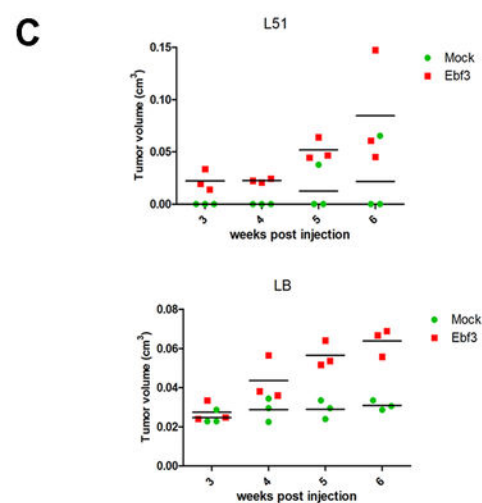 C
L51
Tumor volume (cm³)
0.15
0.10
0.05
0.00
3 4 5 6
weeks post injection
Mock
Ebf3
LB
Tumor volume (cm³)
0.08
0.06
0.04
0.02
0.00
3 4 5 6
weeks post injection
Mock
Ebf3